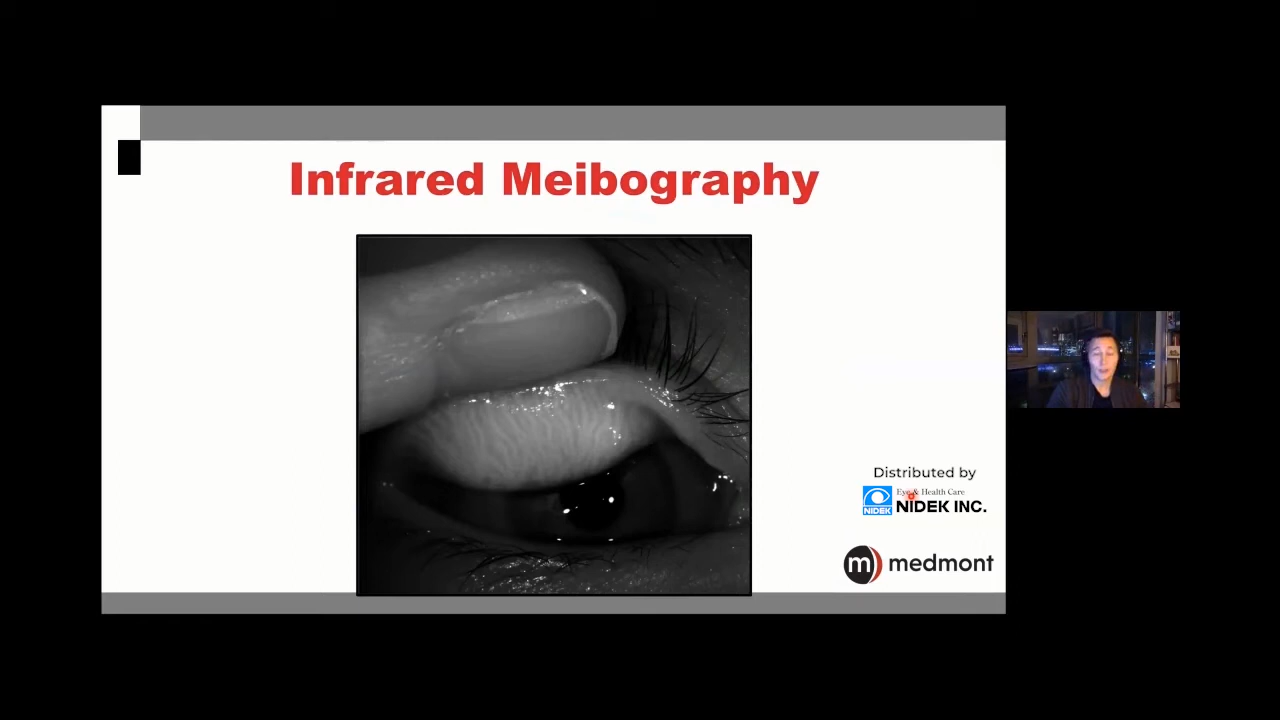 Infrared Meibography
Distributed by
Eye & Health Care
NIDEK
NIDEK INC.
m
medmont